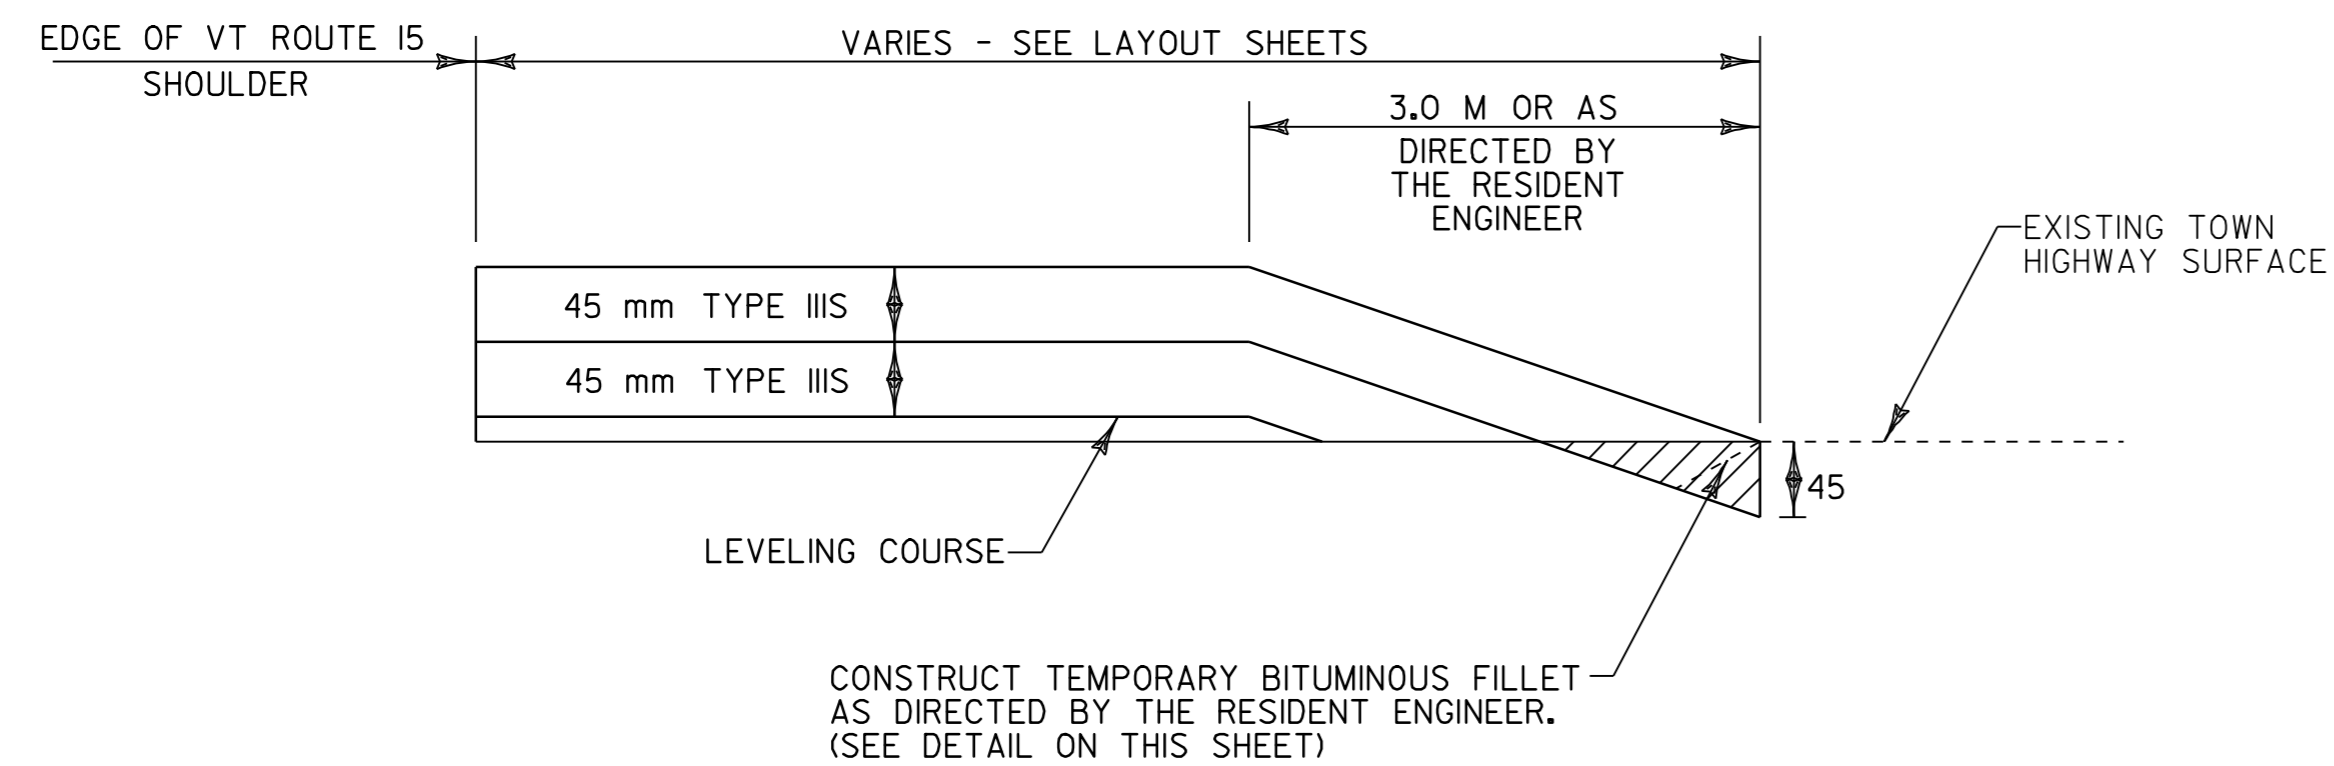 EDGE OF VT ROUTE 15
SHOULDER
VARIES - SEE LAYOUT SHEETS
3.0 M OR AS
DIRECTED BY
THE RESIDENT
ENGINEER
EXISTING TOWN
HIGHWAY SURFACE
45 mm TYPE IIIS
45 mm TYPE IIIS
45
LEVELING COURSE
CONSTRUCT TEMPORARY BITUMINOUS FILLET
AS DIRECTED BY THE RESIDENT ENGINEER.
(SEE DETAIL ON THIS SHEET)